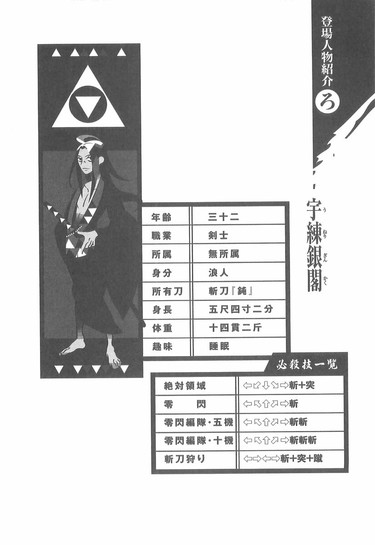 登場人物紹介
ろ
宇練銀閣
うねりぎんかく
年齢 三十二
職業 剣士
所属 無所属
身分 浪人
所有刀 斬刀『鈍』
身長 五尺四寸二分
体重 十四貫二斤
趣味 睡眠
必殺技一覧
絶対領域 ⇦⬃⇩⬂⇨斬+突
零閃 ⇦⬁⇧⬀⇨斬
零閃編隊・五機 ⇦⬁⇧⬀⇨斬斬
零閃編隊・十機 ⇦⬁⇧⬀⇨斬斬斬
斬刀狩り ⇦⇨⇦⇨斬+突+蹴